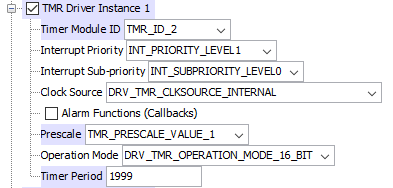 TMR Driver Instance 1
Timer Module ID TMR_ID_2
Interrupt Priority INT_PRIORITY_LEVEL1
Interrupt Sub-priority INT_SUBPRIORITY_LEVEL0
Clock Source DRV_TMR_CLKSOURCE_INTERNAL
Alarm Functions (Callbacks)
Prescale TMR_PRESCALE_VALUE_1
Operation Mode DRV_TMR_OPERATION_MODE_16_BIT
Timer Period 1999